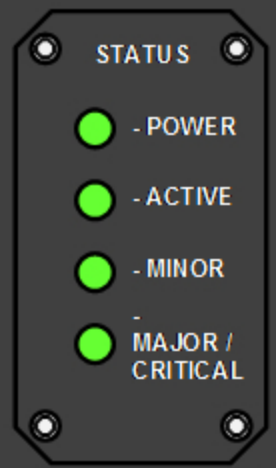 STATUS
- POWER
- ACTIVE
- MINOR
-
MAJOR /
CRITICAL